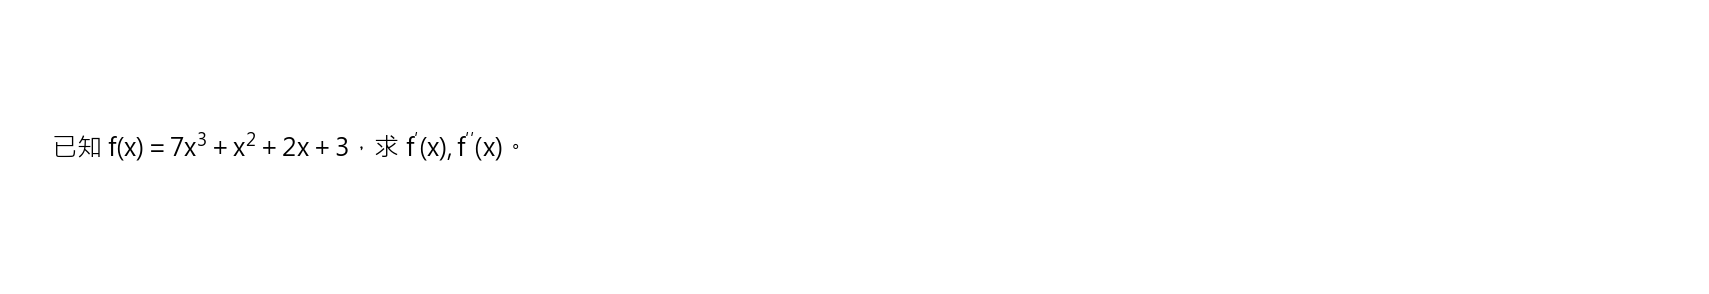 已知 f(x) = 7x³ + x² + 2x + 3，求 f′(x), f′′(x)。